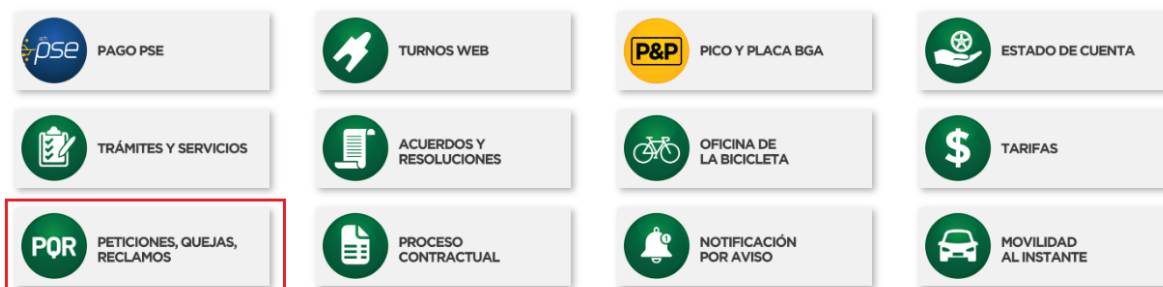 ach
pse
PAGO PSE
TURNOS WEB
P&P
PICO Y PLACA BGA
ESTADO DE CUENTA
TRÁMITES Y SERVICIOS
ACUERDOS Y
RESOLUCIONES
OFICINA DE
LA BICICLETA
$
TARIFAS
PQR
PETICIONES, QUEJAS,
RECLAMOS
PROCESO
CONTRACTUAL
NOTIFICACIÓN
POR AVISO
MOVILIDAD
AL INSTANTE